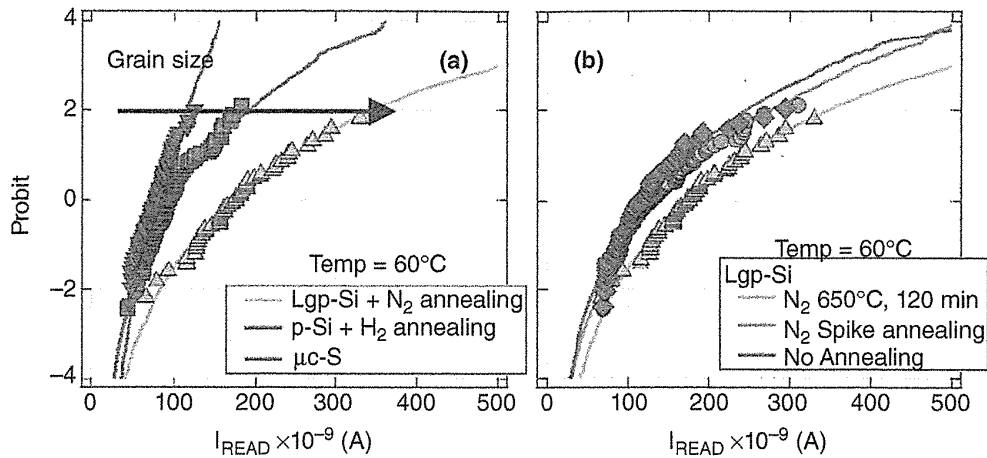 4
2
0
−2
−4
Probit
Grain size
(a)
Temp = 60°C
Lgp-Si + N₂ annealing
p-Si + H₂ annealing
μc-S
0 100 200 300 400 500
I_READ ×10⁻⁹ (A)
(b)
Temp = 60°C
Lgp-Si
N₂ 650°C, 120 min
N₂ Spike annealing
No Annealing
0 100 200 300 400 500
I_READ ×10⁻⁹ (A)